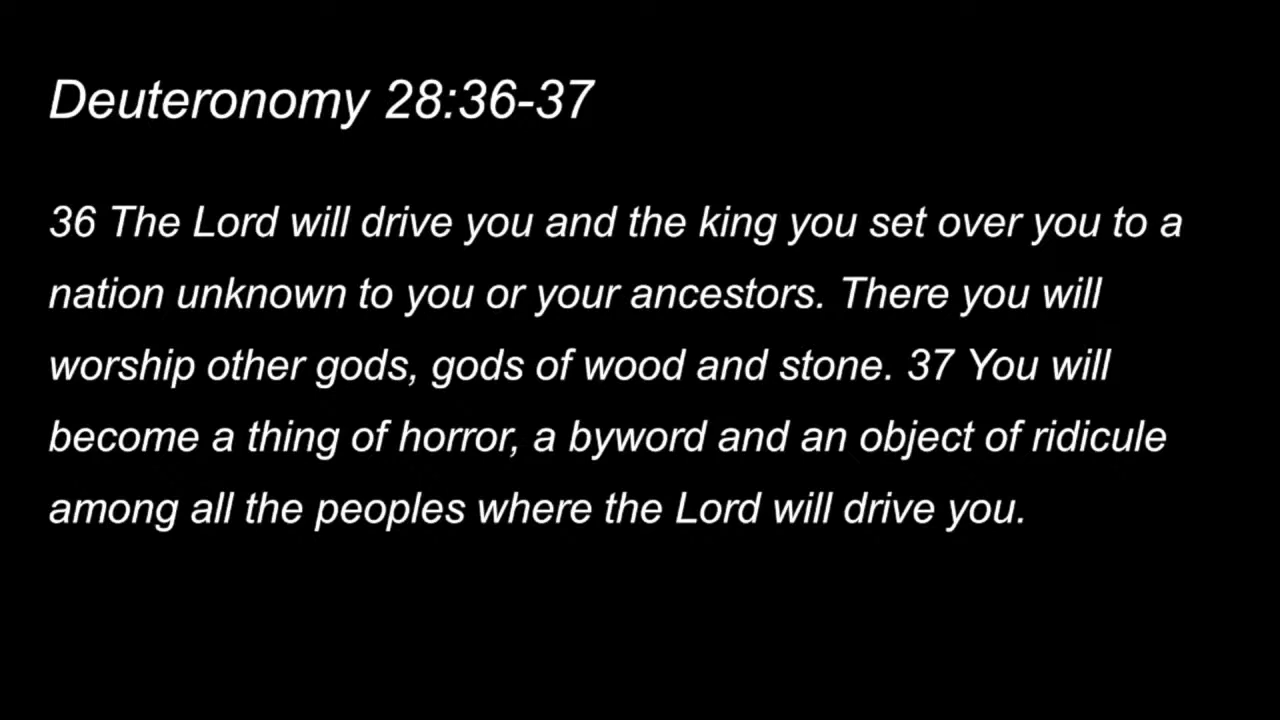 Deuteronomy 28:36-37
36 The Lord will drive you and the king you set over you to a
nation unknown to you or your ancestors. There you will
worship other gods, gods of wood and stone. 37 You will
become a thing of horror, a byword and an object of ridicule
among all the peoples where the Lord will drive you.